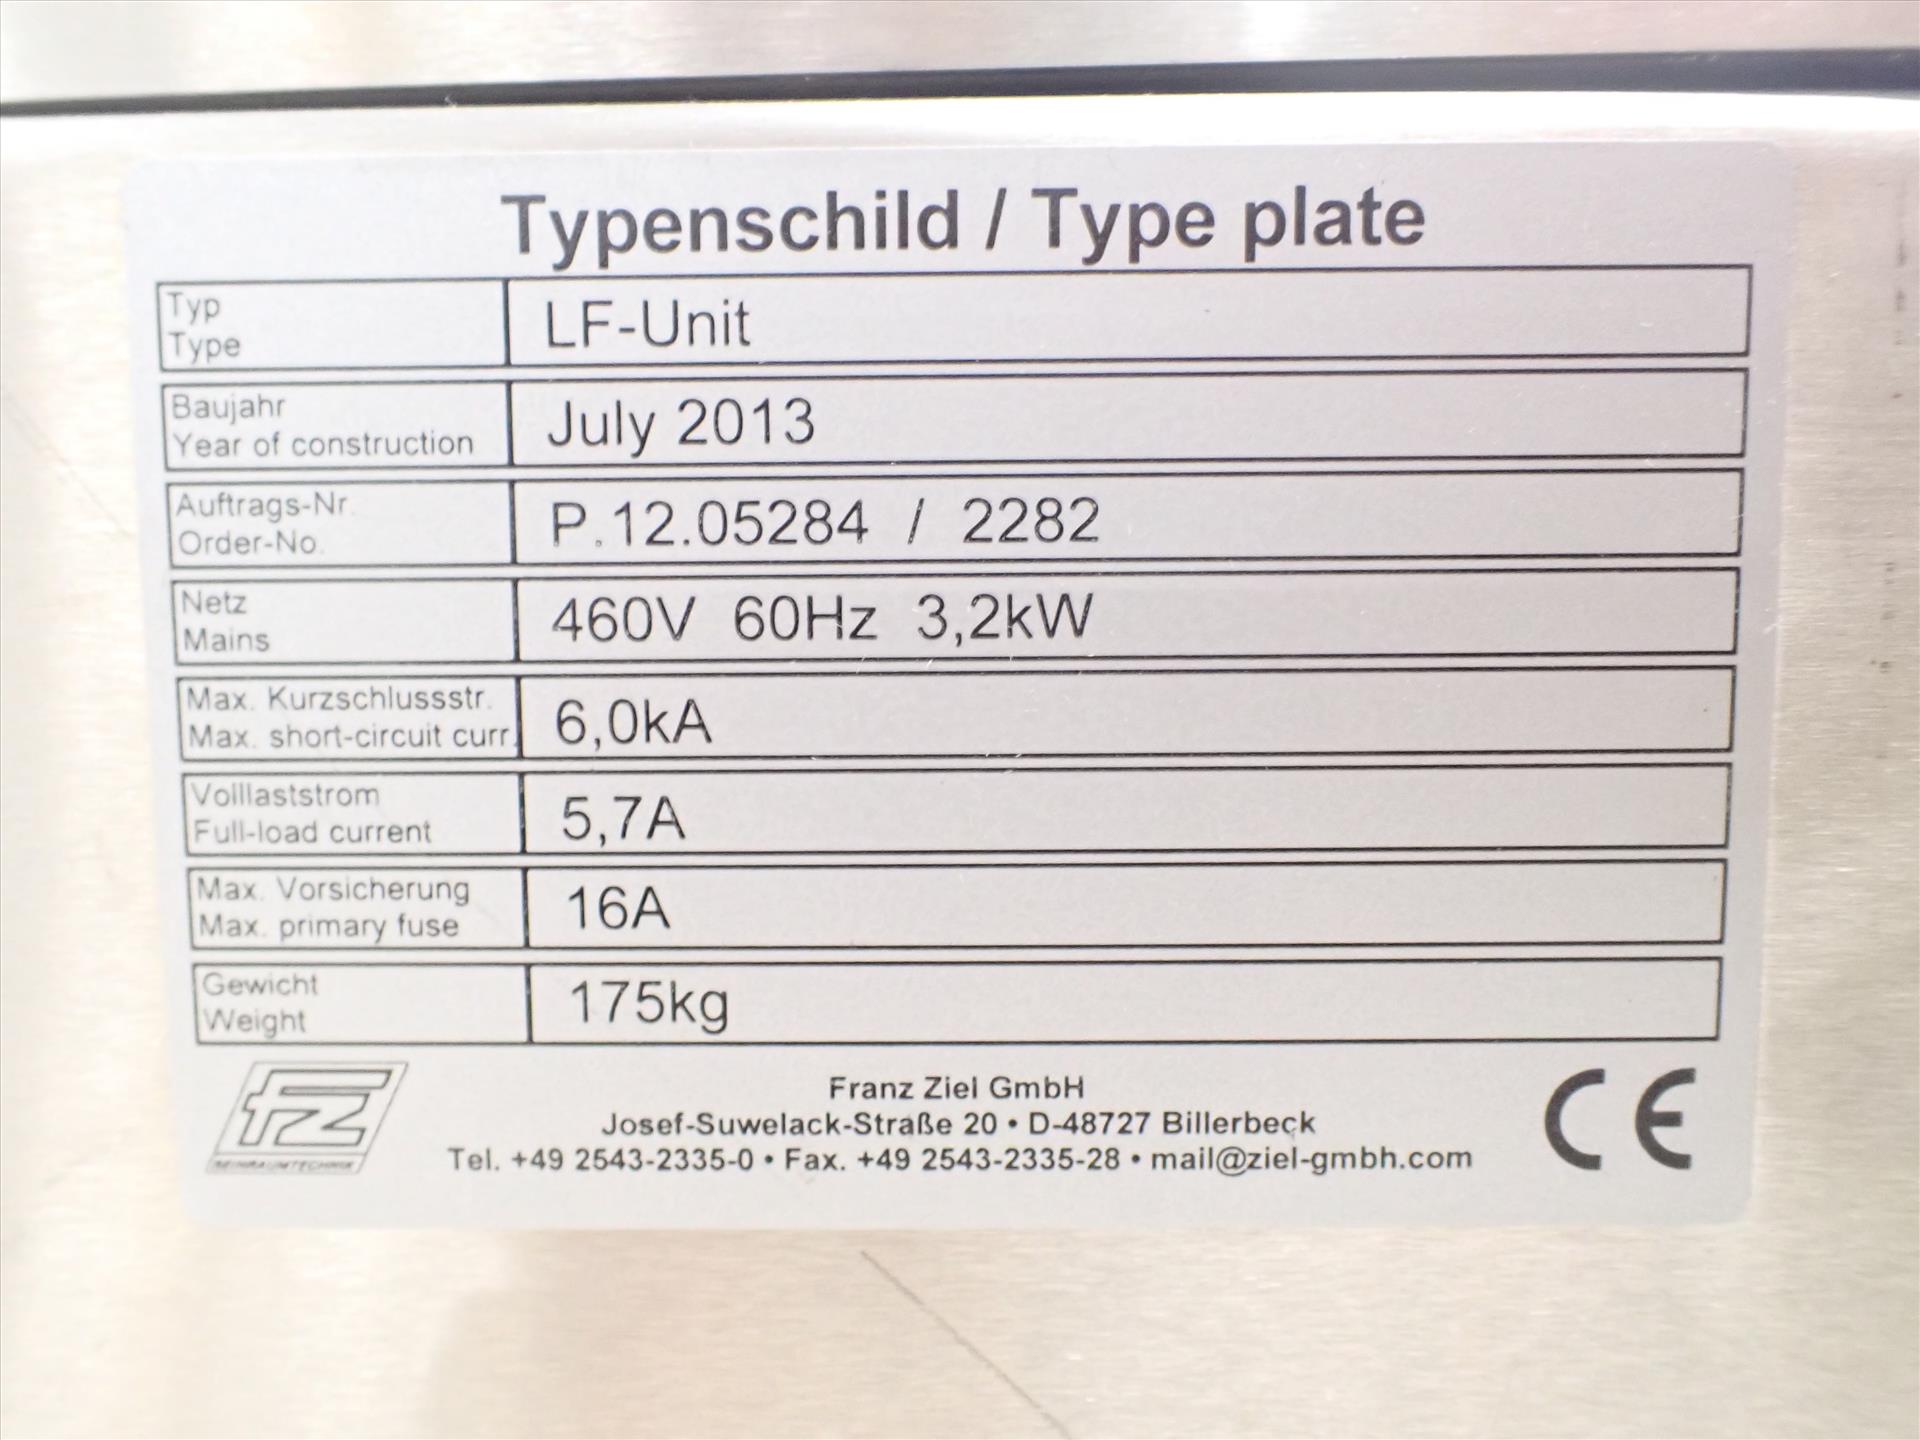 Typenschild / Type plate
Typ
Type
LF-Unit
Baujahr
Year of construction
July 2013
Auftrags-Nr.
Order-No.
P.12.05284 / 2282
Netz
Mains
460V 60Hz 3,2kW
Max. Kurzschlussstr.
Max. short-circuit curr.
6,0kA
Volllaststrom
Full-load current
5,7A
Max. Vorsicherung
Max. primary fuse
16A
Gewicht
Weight
175kg
fz
REINRAUMTECHNIK
Franz Ziel GmbH
Josef-Suwelack-Straße 20 • D-48727 Billerbeck
Tel. +49 2543-2335-0 • Fax. +49 2543-2335-28 • mail@ziel-gmbh.com
CE